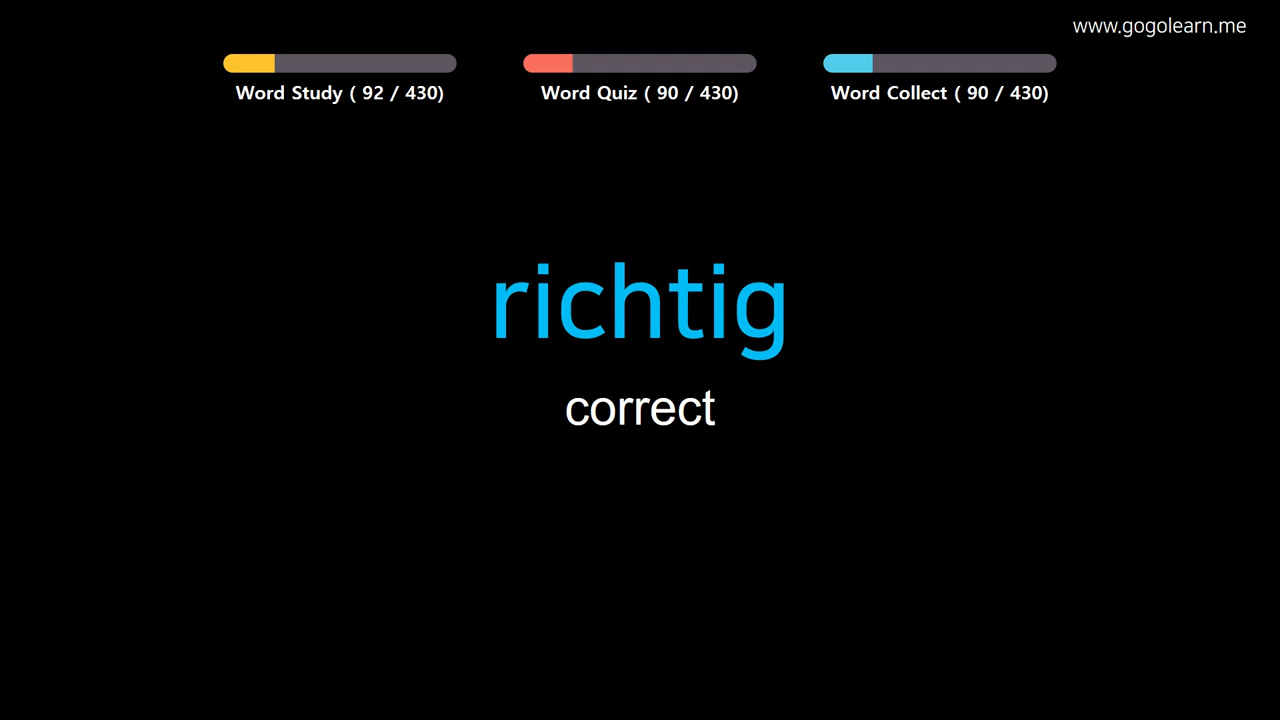 www.gogolearn.me
Word Study ( 92 / 430)
Word Quiz ( 90 / 430)
Word Collect ( 90 / 430)
richtig
correct